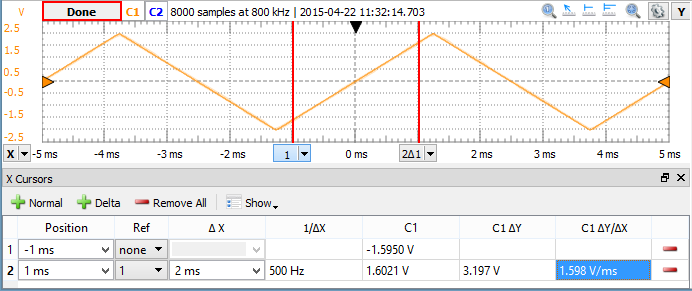 V Done C1 C2 8000 samples at 800 kHz | 2015-04-22 11:32:14.703 Y
2.5
1.5
0.5
-0.5
-1.5
-2.5
X -5 ms -4 ms -2 ms 1 0 ms 2Δ1 2 ms 4 ms 5 ms
X Cursors
Normal Delta Remove All Show
Position Ref Δ X 1/ΔX C1 C1 ΔY C1 ΔY/ΔX
1 -1 ms none -1.5950 V
2 1 ms 1 2 ms 500 Hz 1.6021 V 3.197 V 1.598 V/ms